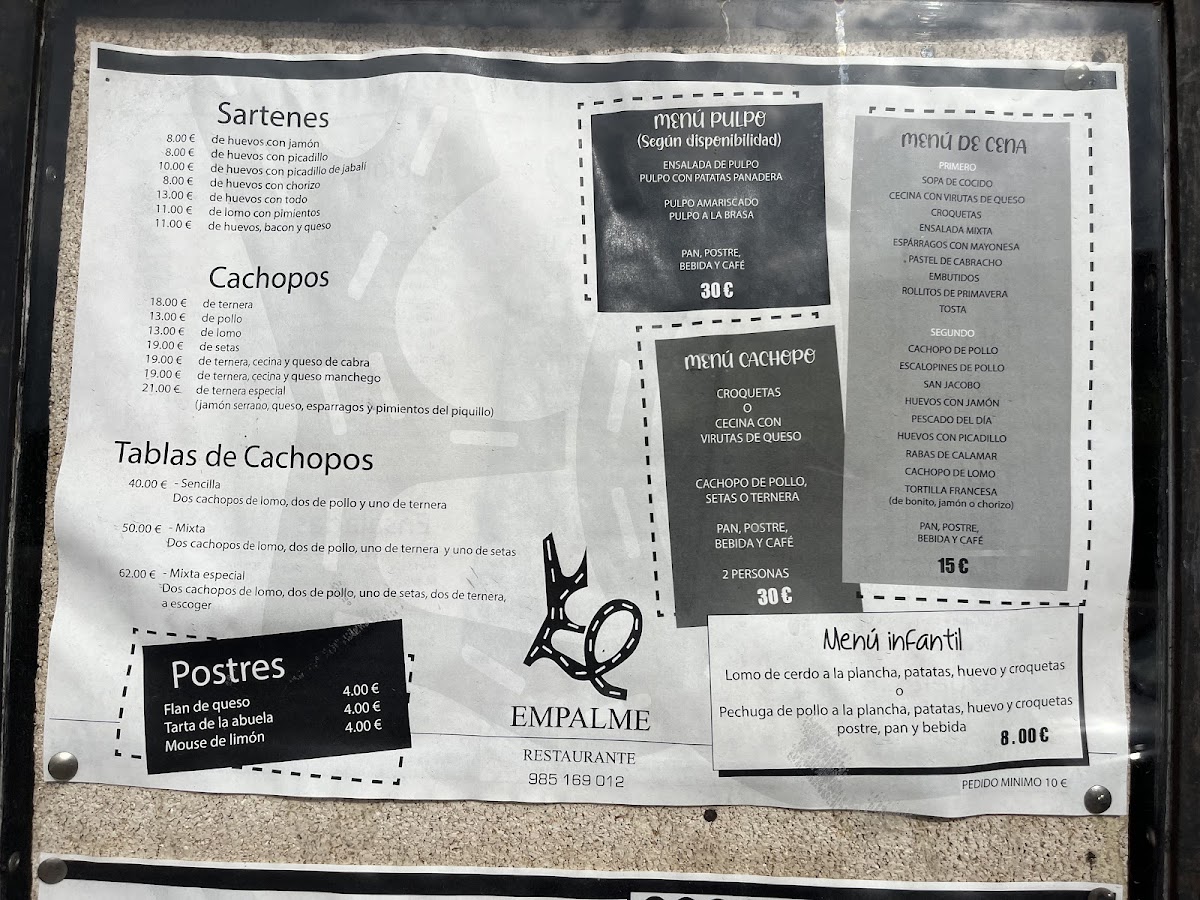 Sartenes
8.00 € de huevos con jamón
8.00 € de huevos con picadillo
10.00 € de huevos con picadillo de jabalí
8.00 € de huevos con chorizo
13.00 € de huevos con todo
11.00 € de lomo con pimientos
11.00 € de huevos, bacon y queso
Cachopos
18.00 € de ternera
13.00 € de pollo
13.00 € de lomo
19.00 € de setas
19.00 € de ternera, cecina y queso de cabra
19.00 € de ternera, cecina y queso manchego
21.00 € de ternera especial
(jamón serrano, queso, esparragos y pimientos del piquillo)
Tablas de Cachopos
40.00 € - Sencilla
Dos cachopos de lomo, dos de pollo y uno de ternera
50.00 € - Mixta
Dos cachopos de lomo, dos de pollo, uno de ternera y uno de setas
62.00 € - Mixta especial
Dos cachopos de lomo, dos de pollo, uno de setas, dos de ternera,
a escoger
Postres
Flan de queso 4.00 €
Tarta de la abuela 4.00 €
Mouse de limón 4.00 €
EMPALME
RESTAURANTE
985 169 012
MENÚ PULPO
(Según disponibilidad)
ENSALADA DE PULPO
PULPO CON PATATAS PANADERA
PULPO AMARISCADO
PULPO A LA BRASA
PAN, POSTRE,
BEBIDA Y CAFÉ
30 €
MENÚ CACHOPO
CROQUETAS
O
CECINA CON
VIRUTAS DE QUESO
CACHOPO DE POLLO,
SETAS O TERNERA
PAN, POSTRE,
BEBIDA Y CAFÉ
2 PERSONAS
30 €
MENÚ DE CENA
PRIMERO
SOPA DE COCIDO
CECINA CON VIRUTAS DE QUESO
CROQUETAS
ENSALADA MIXTA
ESPÁRRAGOS CON MAYONESA
PASTEL DE CABRACHO
EMBUTIDOS
ROLLITOS DE PRIMAVERA
TOSTA
SEGUNDO
CACHOPO DE POLLO
ESCALOPINES DE POLLO
SAN JACOBO
HUEVOS CON JAMÓN
PESCADO DEL DÍA
HUEVOS CON PICADILLO
RABAS DE CALAMAR
CACHOPO DE LOMO
TORTILLA FRANCESA
(de bonito, jamón o chorizo)
PAN, POSTRE,
BEBIDA Y CAFÉ
15 €
Menú infantil
Lomo de cerdo a la plancha, patatas, huevo y croquetas
o
Pechuga de pollo a la plancha, patatas, huevo y croquetas
postre, pan y bebida
8.00 €
PEDIDO MINIMO 10 €